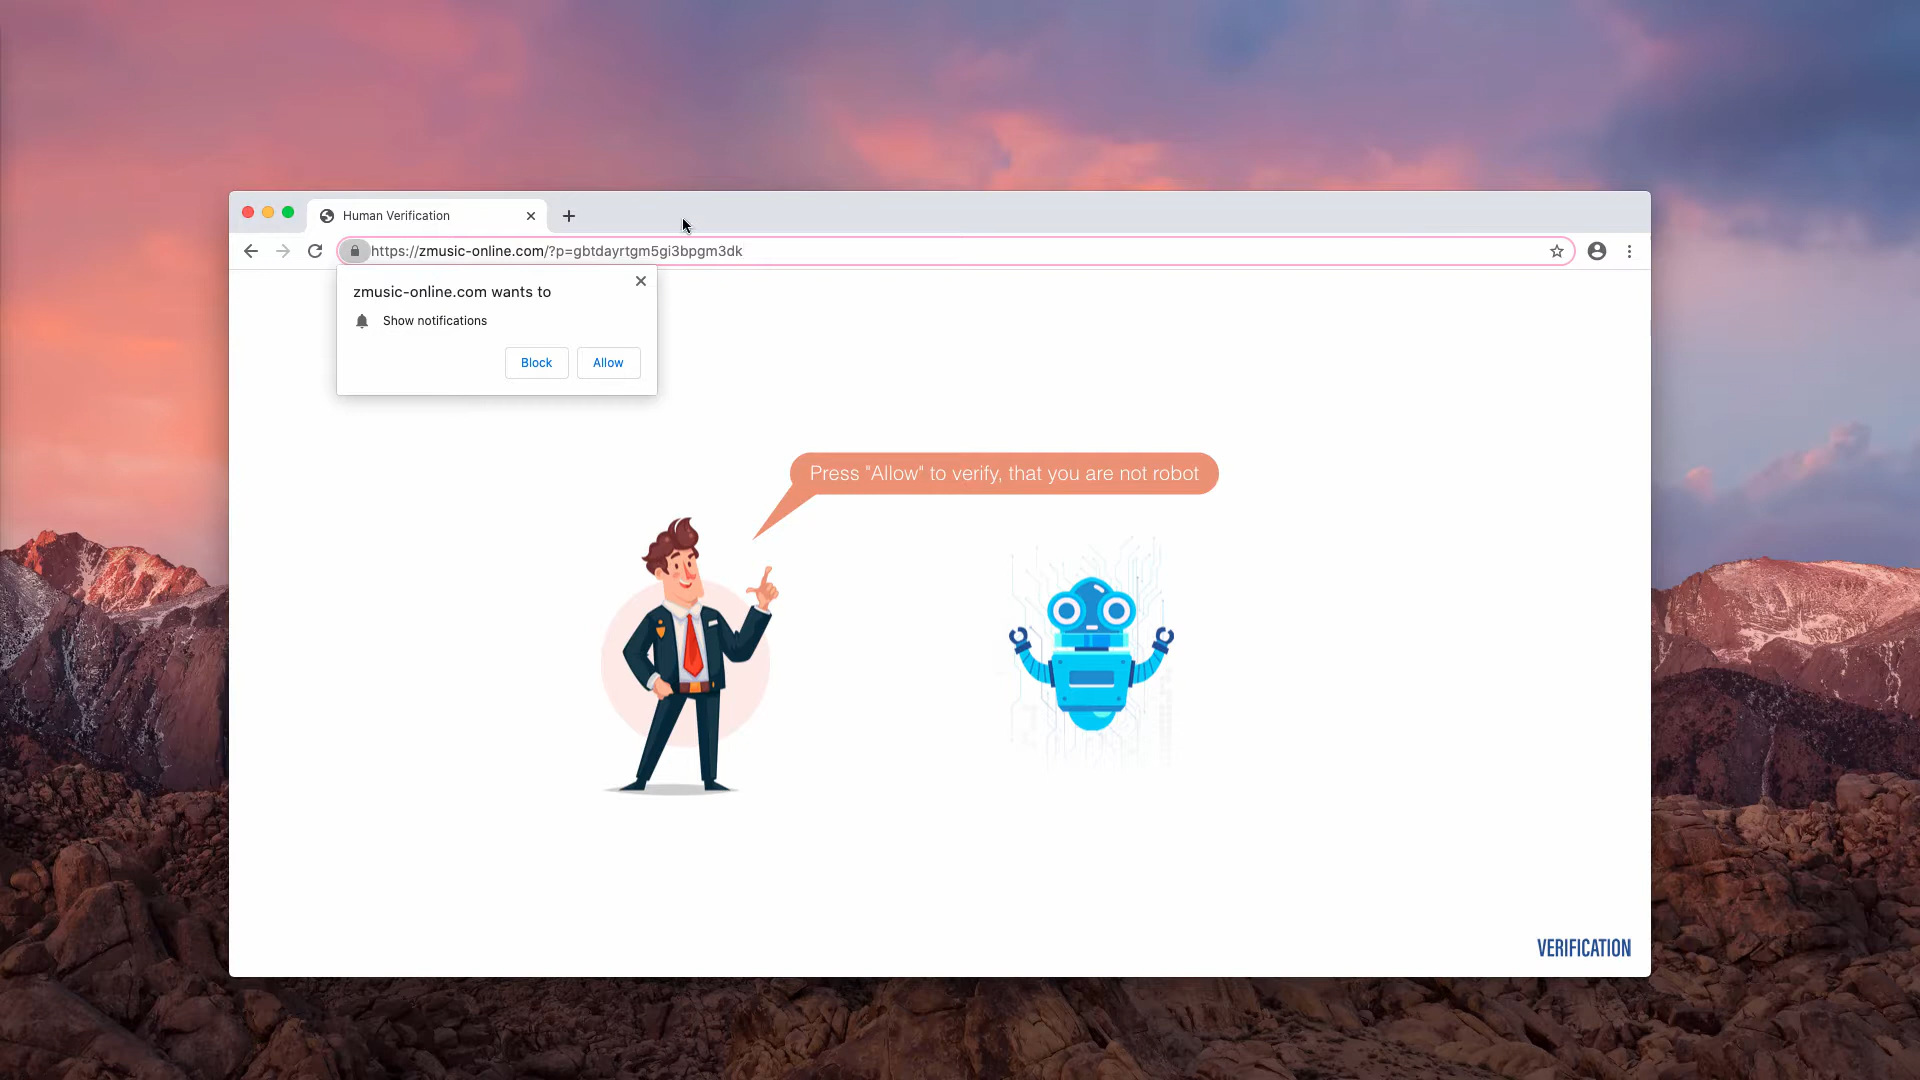 Human Verification
https://zmusic-online.com/?p=gbtdayrtgm5gi3bpgm3dk
zmusic-online.com wants to
Show notifications
Block
Allow
Press "Allow" to verify, that you are not robot
VERIFICATION